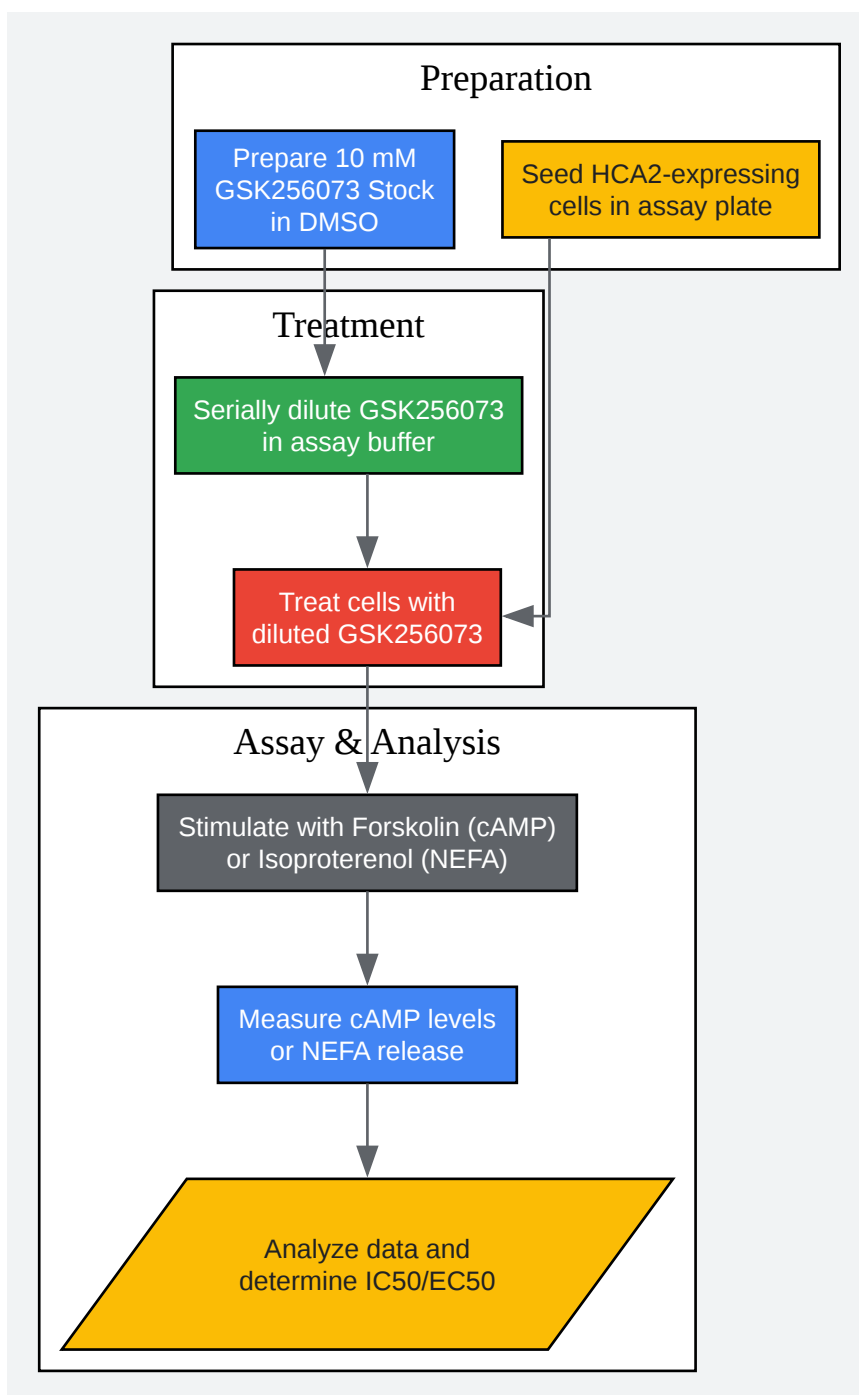 Preparation
Prepare 10 mM
GSK256073 Stock
in DMSO
Seed HCA2-expressing
cells in assay plate
Treatment
Serially dilute GSK256073
in assay buffer
Treat cells with
diluted GSK256073
Assay & Analysis
Stimulate with Forskolin (cAMP)
or Isoproterenol (NEFA)
Measure cAMP levels
or NEFA release
Analyze data and
determine IC50/EC50